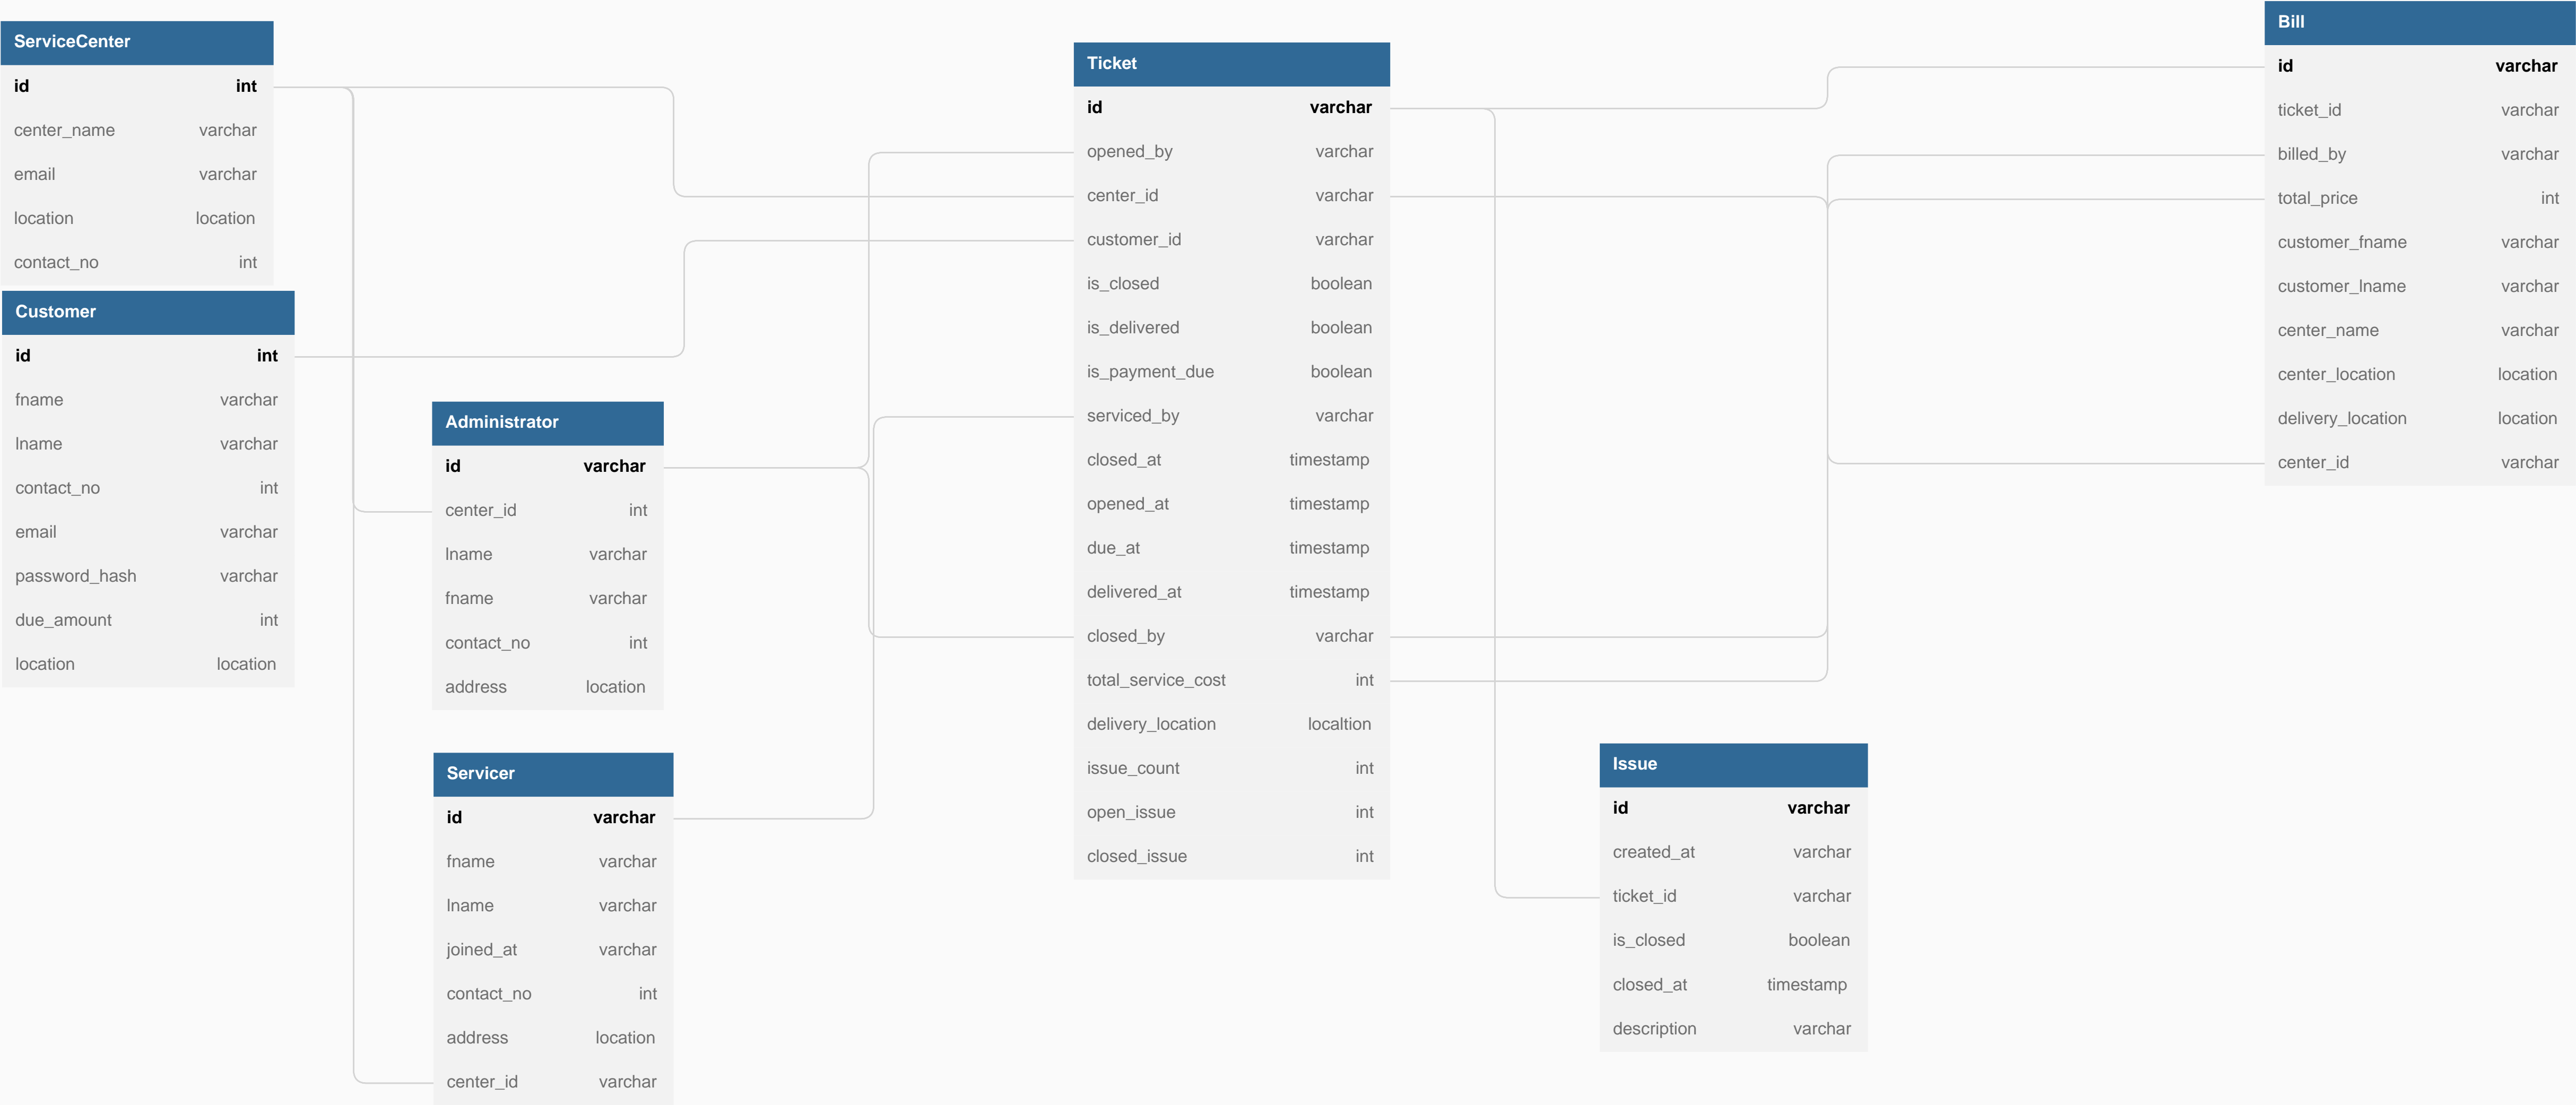 ServiceCenter
id int
center_name varchar
email varchar
location location
contact_no int
Customer
id int
fname varchar
lname varchar
contact_no int
email varchar
password_hash varchar
due_amount int
location location
Administrator
id varchar
center_id int
lname varchar
fname varchar
contact_no int
address location
Servicer
id varchar
fname varchar
lname varchar
joined_at varchar
contact_no int
address location
center_id varchar
Ticket
id varchar
opened_by varchar
center_id varchar
customer_id varchar
is_closed boolean
is_delivered boolean
is_payment_due boolean
serviced_by varchar
closed_at timestamp
opened_at timestamp
due_at timestamp
delivered_at timestamp
closed_by varchar
total_service_cost int
delivery_location localtion
issue_count int
open_issue int
closed_issue int
Issue
id varchar
created_at varchar
ticket_id varchar
is_closed boolean
closed_at timestamp
description varchar
Bill
id varchar
ticket_id varchar
billed_by varchar
total_price int
customer_fname varchar
customer_lname varchar
center_name varchar
center_location location
delivery_location location
center_id varchar